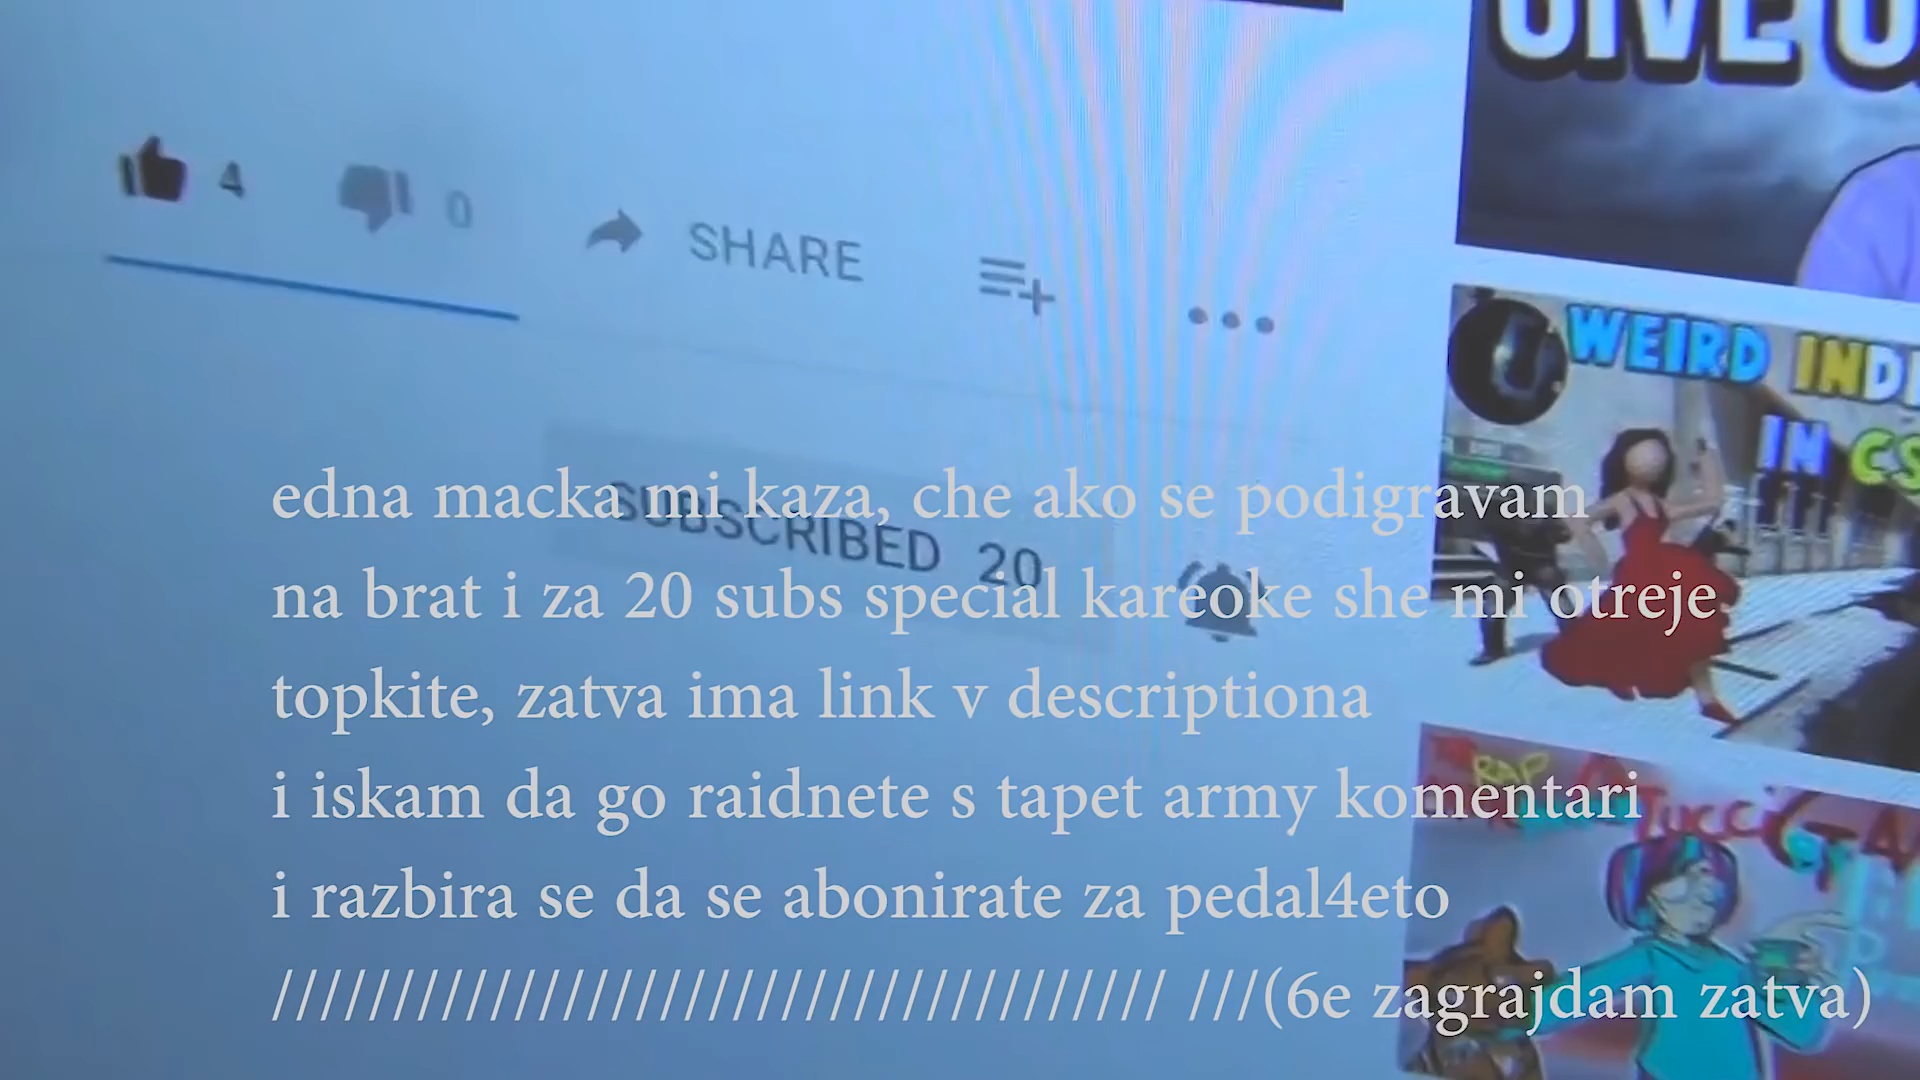 GIVE
4 0 SHARE
WEIRD
IN
SUBSCRIBED 20
edna macka mi kaza, che ako se podigravam
na brat i za 20 subs special kareoke she mi otreje
topkite, zatva ima link v descriptiona
i iskam da go raidnete s tapet army komentari
i razbira se da se abonirate za pedal4eto
///////////////////////////////////// ///(6e zagrajdam zatva)
RAP